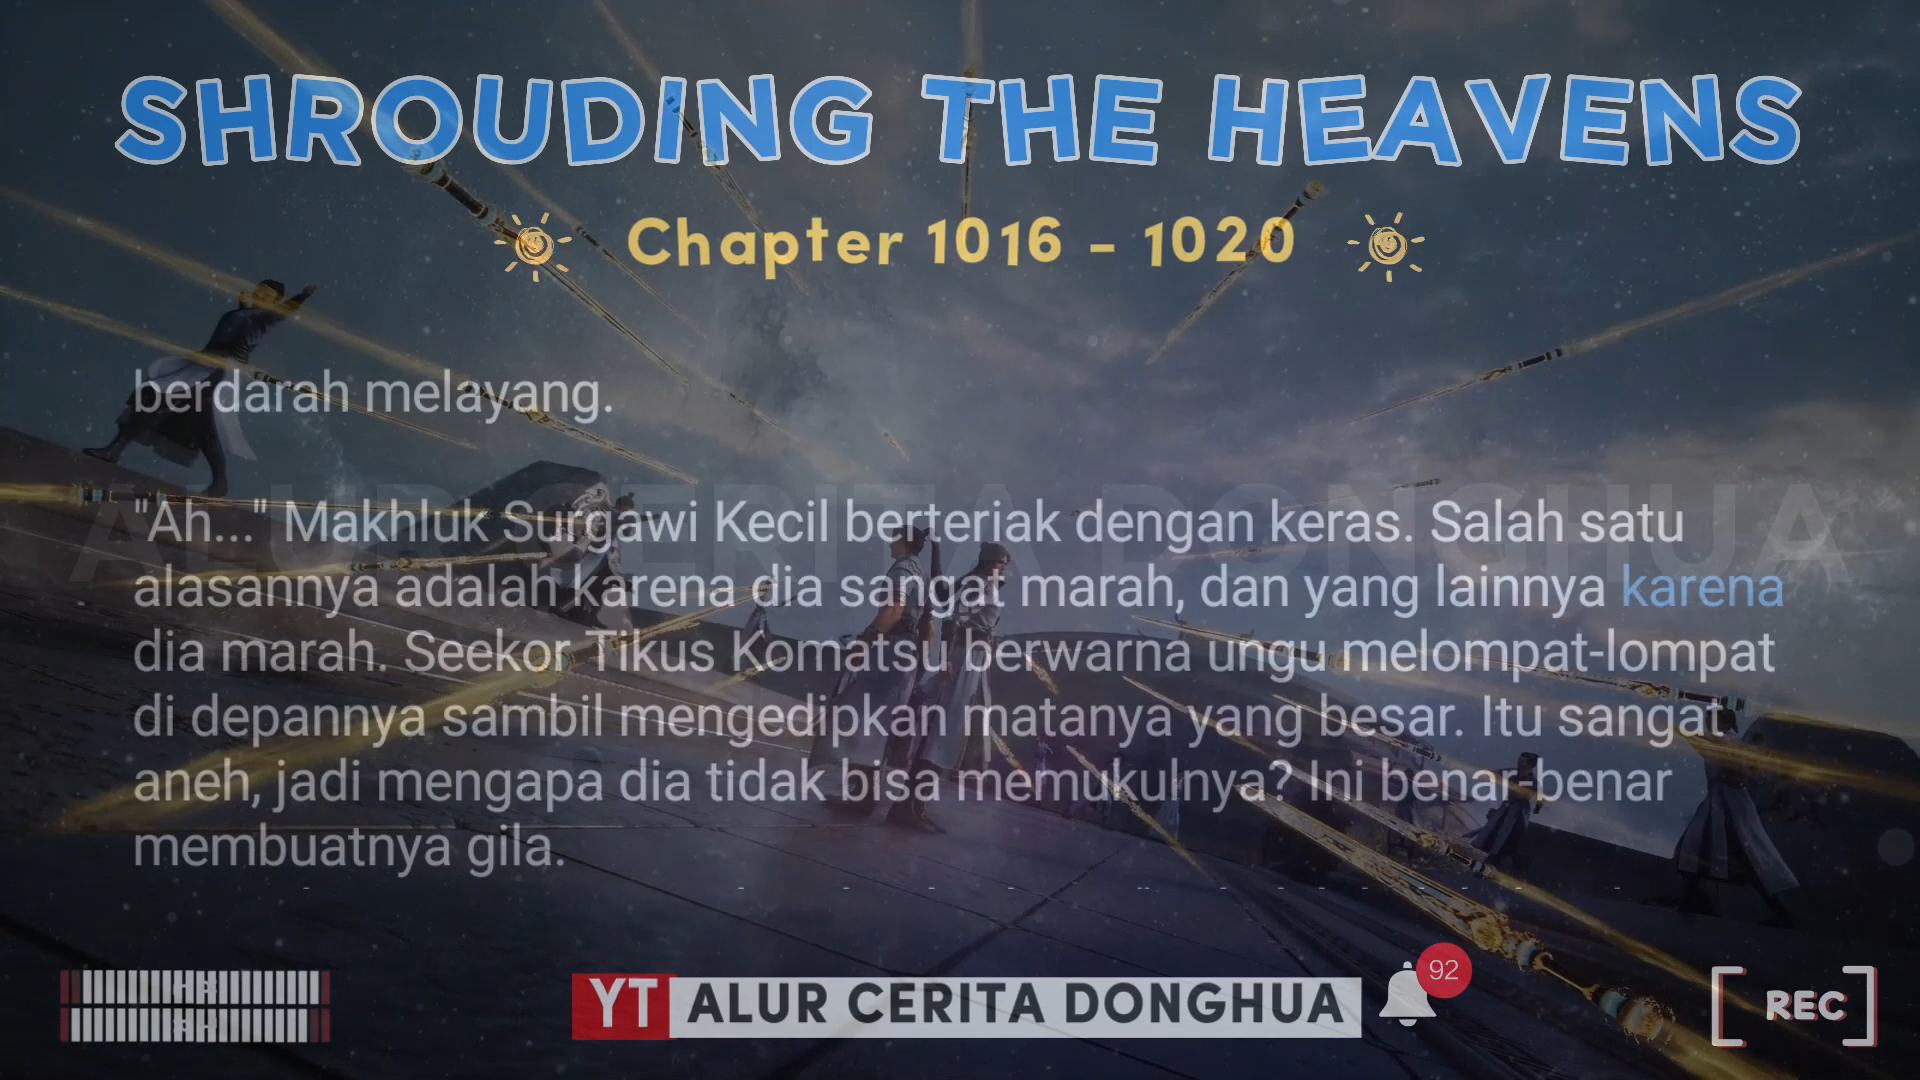 SHROUDING THE HEAVENS
Chapter 1016 - 1020
berdarah melayang.
ALUR CERITA DONGHUA
"Ah..." Makhluk Surgawi Kecil berteriak dengan keras. Salah satu
alasannya adalah karena dia sangat marah, dan yang lainnya karena
dia marah. Seekor Tikus Komatsu berwarna ungu melompat-lompat
di depannya sambil mengedipkan matanya yang besar. Itu sangat
aneh, jadi mengapa dia tidak bisa memukulnya? Ini benar-benar
membuatnya gila.
YT ALUR CERITA DONGHUA
92
REC